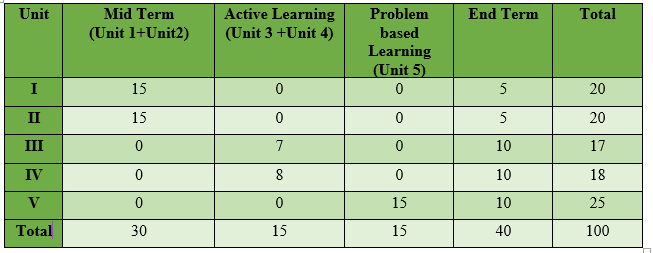 Unit Mid Term Active Learning Problem End Term Total
(Unit 1+Unit2) (Unit 3 +Unit 4) based
Learning
(Unit 5)
I 15 0 0 5 20
II 15 0 0 5 20
III 0 7 0 10 17
IV 0 8 0 10 18
V 0 0 15 10 25
Total 30 15 15 40 100